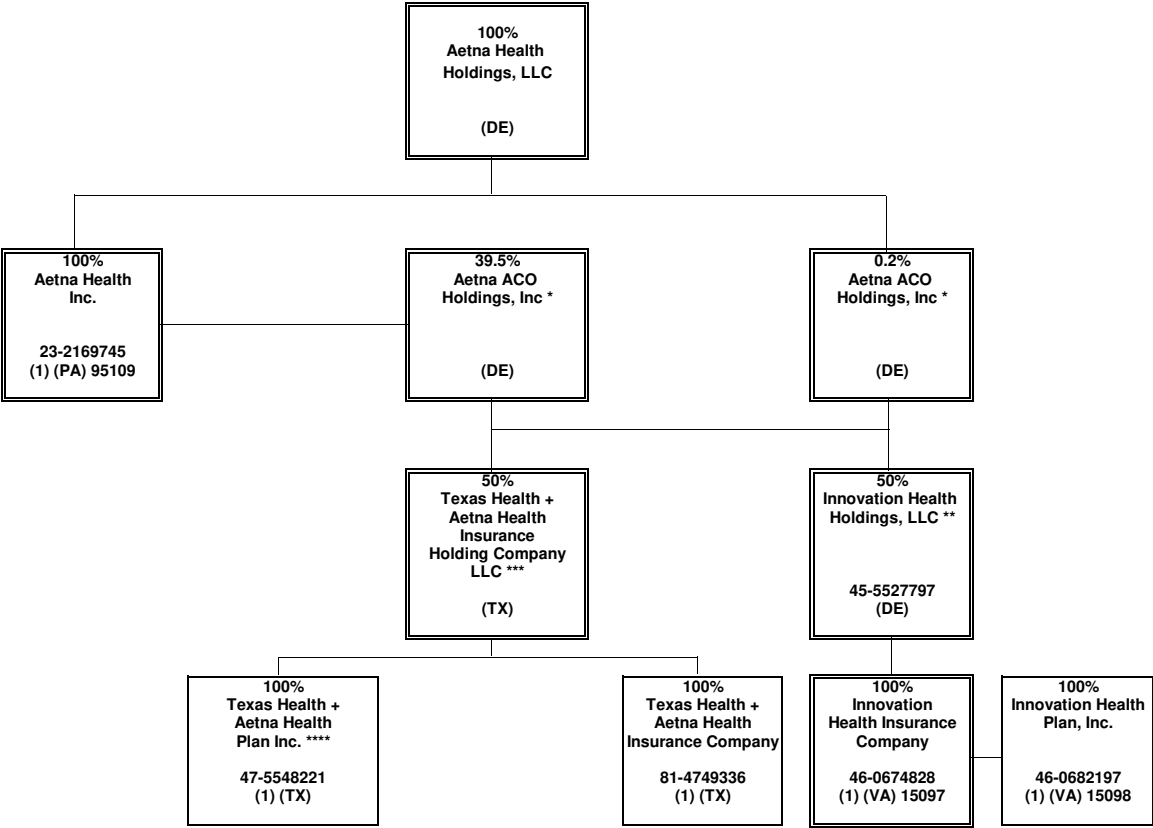 100%
Aetna Health
Holdings, LLC
(DE)
100%
Aetna Health
Inc.
23-2169745
(1) (PA) 95109
39.5%
Aetna ACO
Holdings, Inc *
(DE)
0.2%
Aetna ACO
Holdings, Inc *
(DE)
50%
Texas Health +
Aetna Health
Insurance
Holding Company
LLC ***
(TX)
50%
Innovation Health
Holdings, LLC **
45-5527797
(DE)
100%
Texas Health +
Aetna Health
Plan Inc. ****
47-5548221
(1) (TX)
100%
Texas Health +
Aetna Health
Insurance Company
81-4749336
(1) (TX)
100%
Innovation
Health Insurance
Company
46-0674828
(1) (VA) 15097
100%
Innovation Health
Plan, Inc.
46-0682197
(1) (VA) 15098